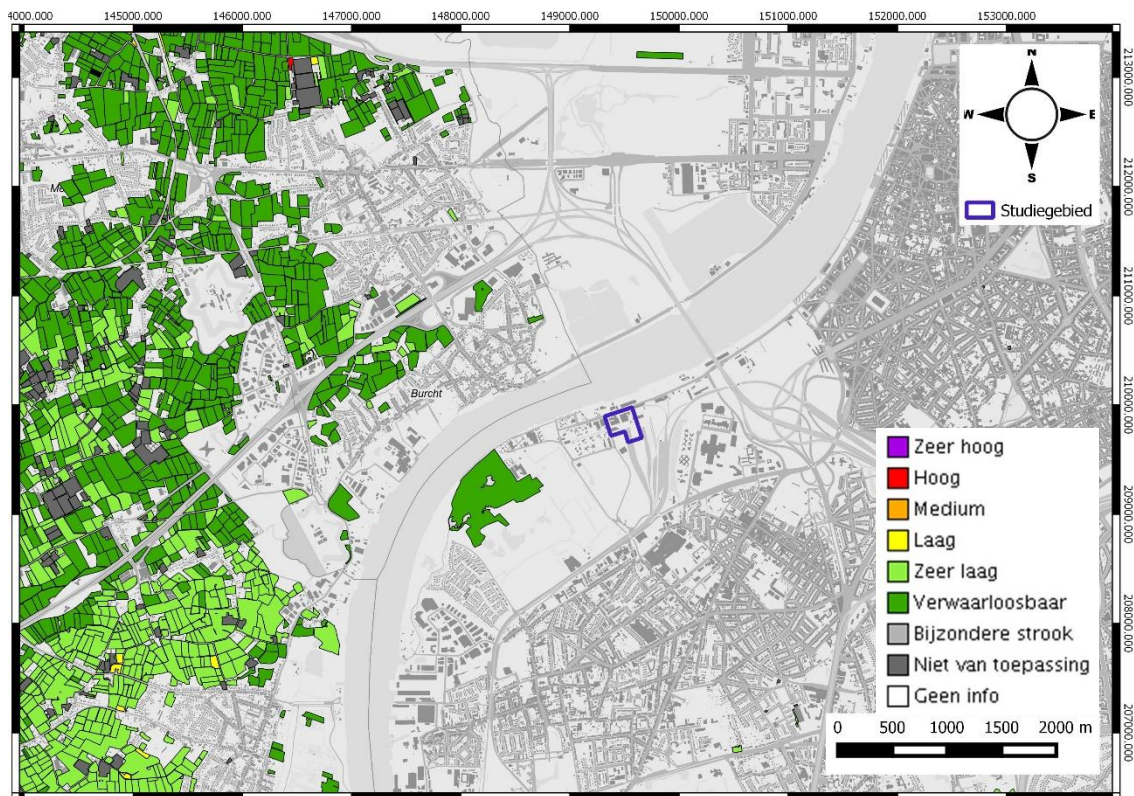 40000.000 145000.000 146000.000 147000.000 148000.000 149000.000 150000.000 151000.000 152000.000 153000.000
N
W E
S
Studiegebied
213000.000
212000.000
211000.000
210000.000
209000.000
208000.000
207000.000
Burcht
Zeer hoog
Hoog
Medium
Laag
Zeer laag
Verwaarloosbaar
Bijzondere strook
Niet van toepassing
Geen info
0 500 1000 1500 2000 m